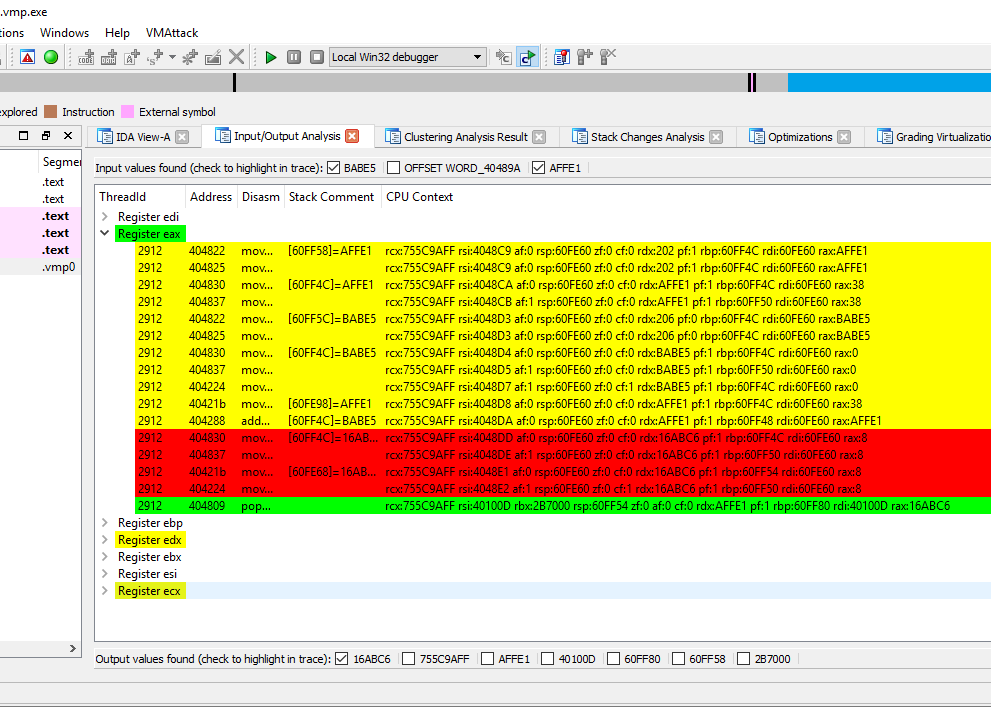 .vmp.exe
tions Windows Help VMAttack
Local Win32 debugger
explored Instruction External symbol
IDA View-A Input/Output Analysis Clustering Analysis Result Stack Changes Analysis Optimizations Grading Virtualizatio
Input values found (check to highlight in trace): BABE5 OFFSET WORD_40489A AFFE1
Segmer
.text
.text
.text
.text
.text
.vmp0
ThreadId Address Disasm Stack Comment CPU Context
Register edi
Register eax
2912 404822 mov... [60FF58]=AFFE1 rcx:755C9AFF rsi:4048C9 af:0 rsp:60FE60 zf:0 cf:0 rdx:202 pf:1 rbp:60FF4C rdi:60FE60 rax:AFFE1
2912 404825 mov... rcx:755C9AFF rsi:4048C9 af:0 rsp:60FE60 zf:0 cf:0 rdx:202 pf:1 rbp:60FF4C rdi:60FE60 rax:AFFE1
2912 404830 mov... [60FF4C]=AFFE1 rcx:755C9AFF rsi:4048CA af:0 rsp:60FE60 zf:0 cf:0 rdx:AFFE1 pf:1 rbp:60FF4C rdi:60FE60 rax:38
2912 404837 mov... rcx:755C9AFF rsi:4048CB af:1 rsp:60FE60 zf:0 cf:0 rdx:AFFE1 pf:1 rbp:60FF50 rdi:60FE60 rax:38
2912 404822 mov... [60FF5C]=BABE5 rcx:755C9AFF rsi:4048D3 af:0 rsp:60FE60 zf:0 cf:0 rdx:206 pf:0 rbp:60FF4C rdi:60FE60 rax:BABE5
2912 404825 mov... rcx:755C9AFF rsi:4048D3 af:0 rsp:60FE60 zf:0 cf:0 rdx:206 pf:0 rbp:60FF4C rdi:60FE60 rax:BABE5
2912 404830 mov... [60FF4C]=BABE5 rcx:755C9AFF rsi:4048D4 af:0 rsp:60FE60 zf:0 cf:0 rdx:BABE5 pf:1 rbp:60FF4C rdi:60FE60 rax:0
2912 404837 mov... rcx:755C9AFF rsi:4048D5 af:1 rsp:60FE60 zf:0 cf:0 rdx:BABE5 pf:1 rbp:60FF50 rdi:60FE60 rax:0
2912 404224 mov... rcx:755C9AFF rsi:4048D7 af:1 rsp:60FE60 zf:0 cf:1 rdx:BABE5 pf:1 rbp:60FF4C rdi:60FE60 rax:0
2912 40421b mov... [60FE98]=AFFE1 rcx:755C9AFF rsi:4048D8 af:0 rsp:60FE60 zf:0 cf:0 rdx:AFFE1 pf:1 rbp:60FF4C rdi:60FE60 rax:38
2912 404288 add... [60FF4C]=BABE5 rcx:755C9AFF rsi:4048DA af:0 rsp:60FE60 zf:0 cf:0 rdx:AFFE1 pf:1 rbp:60FF48 rdi:60FE60 rax:AFFE1
2912 404830 mov... [60FF4C]=16AB... rcx:755C9AFF rsi:4048DD af:0 rsp:60FE60 zf:0 cf:0 rdx:16ABC6 pf:1 rbp:60FF4C rdi:60FE60 rax:8
2912 404837 mov... rcx:755C9AFF rsi:4048DE af:1 rsp:60FE60 zf:0 cf:0 rdx:16ABC6 pf:1 rbp:60FF50 rdi:60FE60 rax:8
2912 40421b mov... [60FE68]=16AB... rcx:755C9AFF rsi:4048E1 af:0 rsp:60FE60 zf:0 cf:0 rdx:16ABC6 pf:1 rbp:60FF54 rdi:60FE60 rax:8
2912 404224 mov... rcx:755C9AFF rsi:4048E2 af:1 rsp:60FE60 zf:0 cf:1 rdx:16ABC6 pf:1 rbp:60FF50 rdi:60FE60 rax:8
2912 404809 pop... rcx:755C9AFF rsi:40100D rbx:2B7000 rsp:60FF54 zf:0 af:0 cf:0 rdx:AFFE1 pf:1 rbp:60FF80 rdi:40100D rax:16ABC6
Register ebp
Register edx
Register ebx
Register esi
Register ecx
Output values found (check to highlight in trace): 16ABC6 755C9AFF AFFE1 40100D 60FF80 60FF58 2B7000